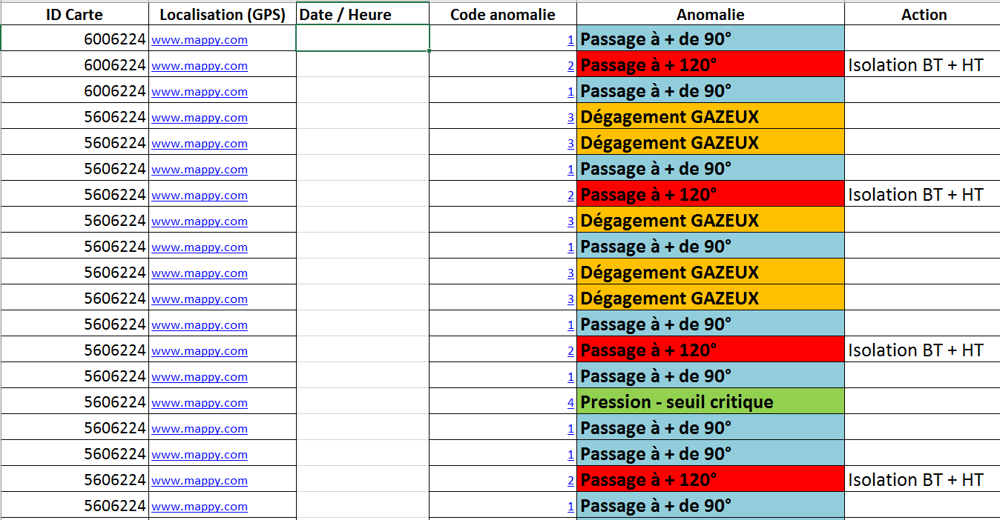 ID Carte Localisation (GPS) Date / Heure Code anomalie Anomalie Action
6006224 www.mappy.com 1 Passage à + de 90°
6006224 www.mappy.com 2 Passage à + 120° Isolation BT + HT
6006224 www.mappy.com 1 Passage à + de 90°
5606224 www.mappy.com 3 Dégagement GAZEUX
5606224 www.mappy.com 3 Dégagement GAZEUX
5606224 www.mappy.com 1 Passage à + de 90°
5606224 www.mappy.com 2 Passage à + 120° Isolation BT + HT
5606224 www.mappy.com 3 Dégagement GAZEUX
5606224 www.mappy.com 1 Passage à + de 90°
5606224 www.mappy.com 3 Dégagement GAZEUX
5606224 www.mappy.com 3 Dégagement GAZEUX
5606224 www.mappy.com 1 Passage à + de 90°
5606224 www.mappy.com 2 Passage à + 120° Isolation BT + HT
5606224 www.mappy.com 1 Passage à + de 90°
5606224 www.mappy.com 4 Pression - seuil critique
5606224 www.mappy.com 1 Passage à + de 90°
5606224 www.mappy.com 1 Passage à + de 90°
5606224 www.mappy.com 2 Passage à + 120° Isolation BT + HT
5606224 www.mappy.com 1 Passage à + de 90°